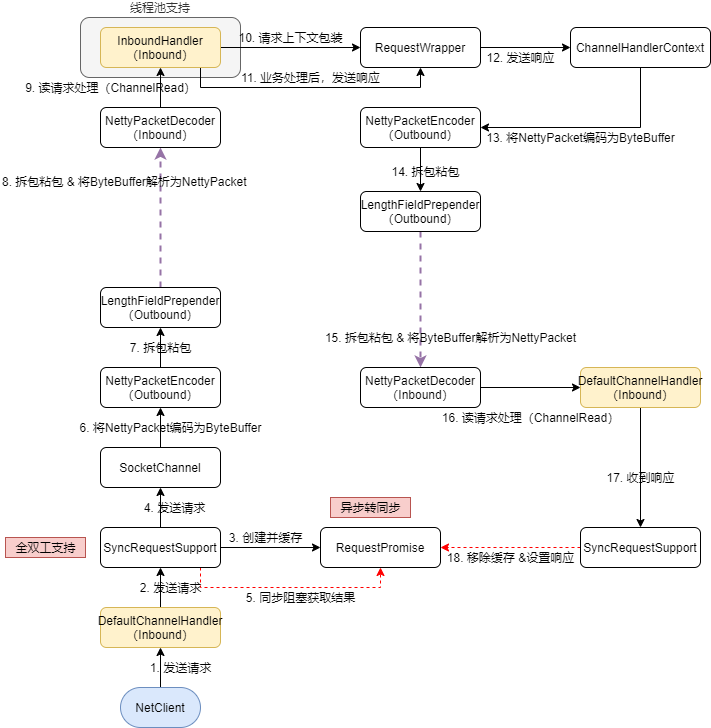 线程池支持
InboundHandler
（Inbound）
10. 请求上下文包装
RequestWrapper
12. 发送响应
ChannelHandlerContext
11. 业务处理后，发送响应
9. 读请求处理（ChannelRead）
NettyPacketDecoder
（Inbound）
NettyPacketEncoder
（Outbound）
13. 将NettyPacket编码为ByteBuffer
14. 拆包粘包
8. 拆包粘包 & 将ByteBuffer解析为NettyPacket
LengthFieldPrepender
（Outbound）
LengthFieldPrepender
（Outbound）
7. 拆包粘包
15. 拆包粘包 & 将ByteBuffer解析为NettyPacket
NettyPacketEncoder
（Outbound）
NettyPacketDecoder
（Inbound）
DefaultChannelHandler
（Inbound）
16. 读请求处理（ChannelRead）
6. 将NettyPacket编码为ByteBuffer
SocketChannel
17. 收到响应
4. 发送请求
异步转同步
全双工支持
SyncRequestSupport
3. 创建并缓存
RequestPromise
18. 移除缓存 &设置响应
SyncRequestSupport
2. 发送请求
5. 同步阻塞获取结果
DefaultChannelHandler
（Inbound）
1. 发送请求
NetClient